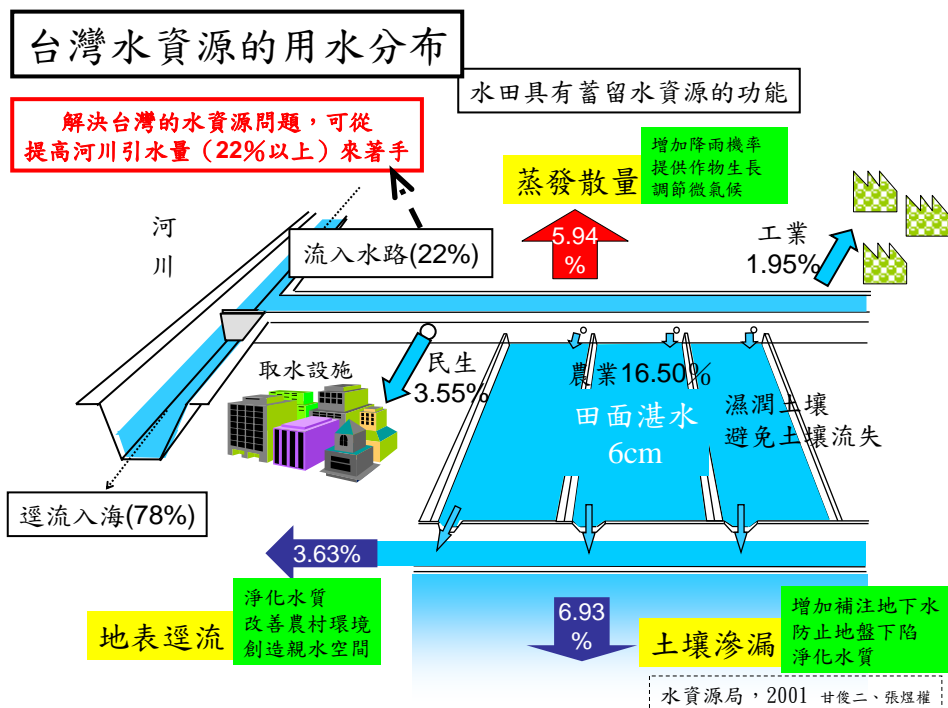 台灣水資源的用水分布
水田具有蓄留水資源的功能
解決台灣的水資源問題，可從
提高河川引水量（22%以上）來著手
蒸發散量
增加降雨機率
提供作物生長
調節微氣候
河
川
流入水路(22%)
5.94
%
工業
1.95%
取水設施
民生
3.55%
農業16.50%
田面湛水
6cm
濕潤土壤
避免土壤流失
逕流入海(78%)
3.63%
地表逕流
淨化水質
改善農村環境
創造親水空間
6.93
%
土壤滲漏
增加補注地下水
防止地盤下陷
淨化水質
水資源局，2001 甘俊二、張煜權